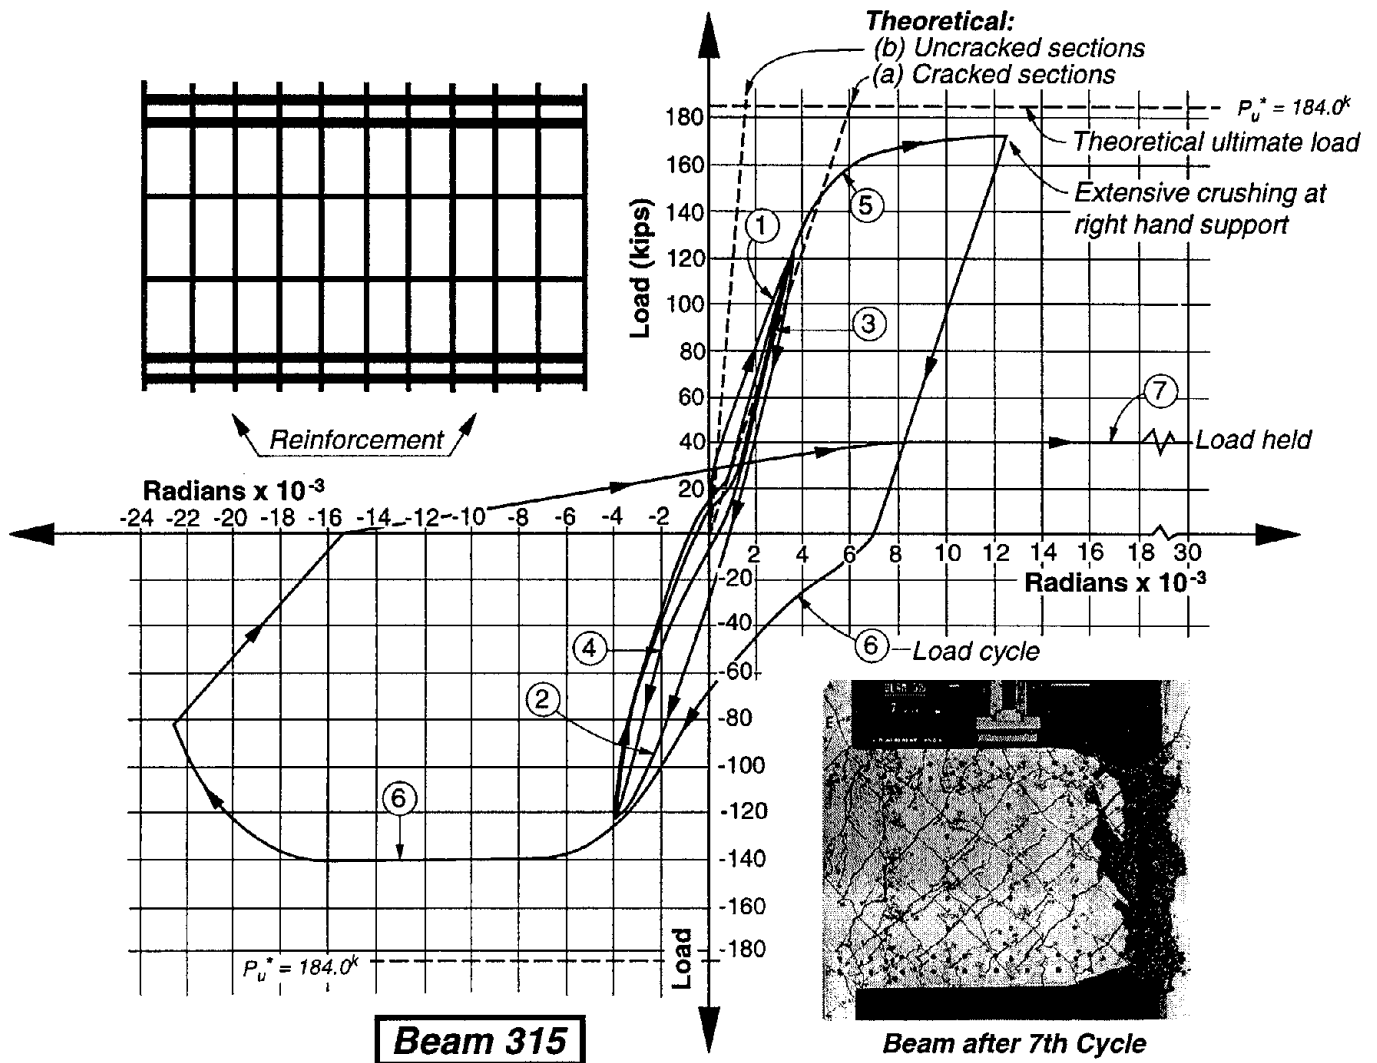 Theoretical:
(b) Uncracked sections
(a) Cracked sections
180
Pu* = 184.0k
Theoretical ultimate load
160
Extensive crushing at
right hand support
5
140
1
Load (kips)
120
100
3
80
60
7
40
Load held
20
Reinforcement
Radians x 10-3
-24 -22 -20 -18 -16 -14 -12 -10 -8 -6 -4 -2
2 4 6 8 10 12 14 16 18 30
Radians x 10-3
-20
-40
4
6
Load cycle
-60
2
-80
-100
6
-120
-140
-160
-180
Load
Pu* = 184.0k
Beam 315
Beam after 7th Cycle